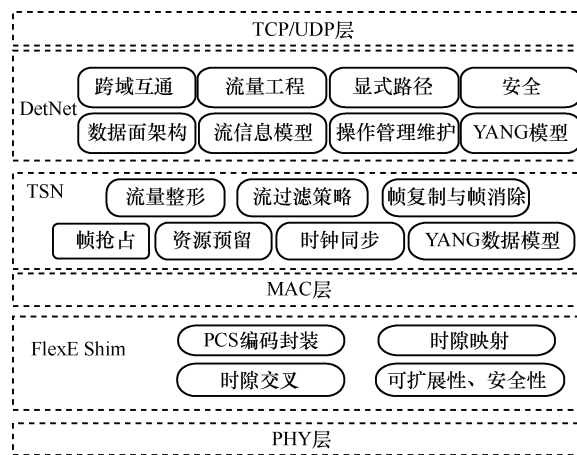 TCP/UDP层
跨域互通 流量工程 显式路径 安全
DetNet
数据面架构 流信息模型 操作管理维护 YANG模型
TSN
流量整形 流过滤策略 帧复制与帧消除
帧抢占 资源预留 时钟同步 YANG数据模型
MAC层
PCS编码封装 时隙映射
FlexE Shim
时隙交叉 可扩展性、安全性
PHY层